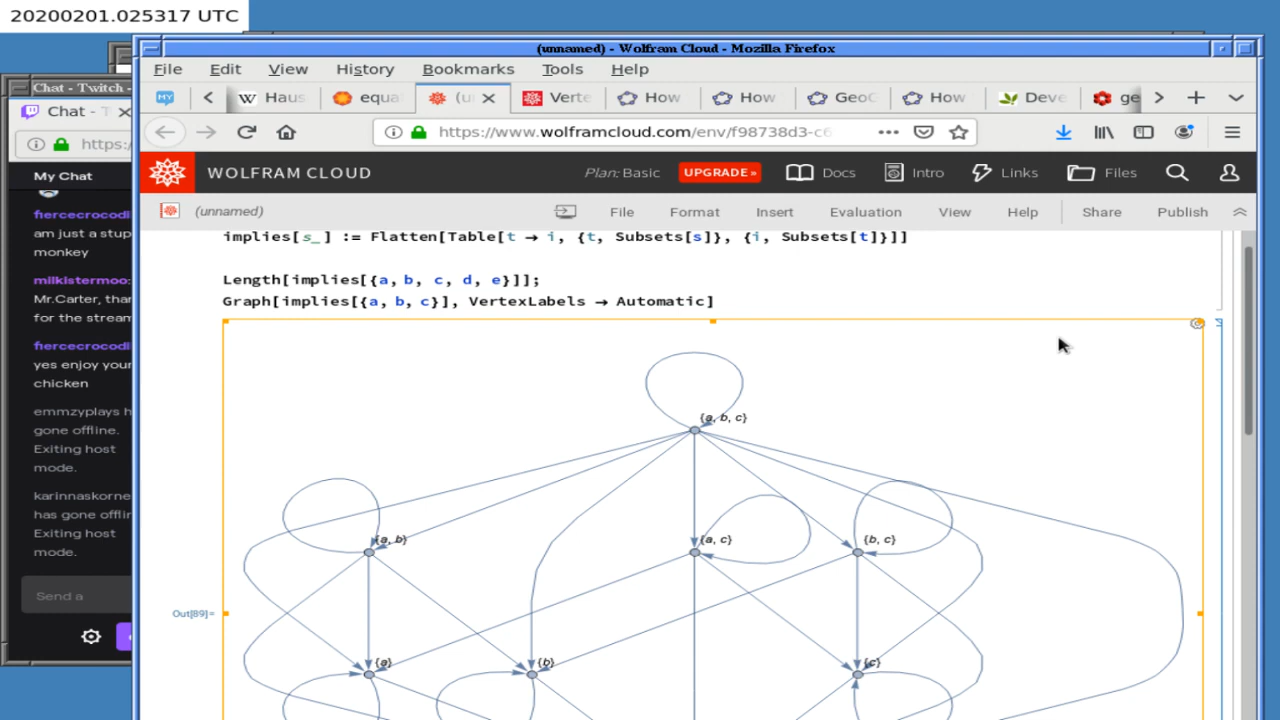 20200201.025317 UTC
(unnamed) - Wolfram Cloud - Mozilla Firefox
File Edit View History Bookmarks Tools Help
Chat - Twitch -
Chat - T
W Haus
equa
(u
Verte
How
How
GeoG
How
Deve
ge
https:/
https://www.wolframcloud.com/env/f98738d3-c6
My Chat
WOLFRAM CLOUD
Plan: Basic
UPGRADE »
Docs
Intro
Links
Files
(unnamed)
File Format Insert Evaluation View Help Share Publish
fiercecrocodi
am just a stup
monkey
milkistermoo:
Mr.Carter, than
for the stream
fiercecrocodi
yes enjoy your
chicken
emmzyplays h
gone offline.
Exiting host
mode.
karinnaskorne
has gone offlin
Exiting host
mode.
Send a
implies[s_] := Flatten[Table[t → i, {t, Subsets[s]}, {i, Subsets[t]}]]
Length[implies[{a, b, c, d, e}]];
Graph[implies[{a, b, c}], VertexLabels → Automatic]
{a, b, c}
{a, b}
{a, c}
{b, c}
Out[89]=
{a}
{b}
{c}